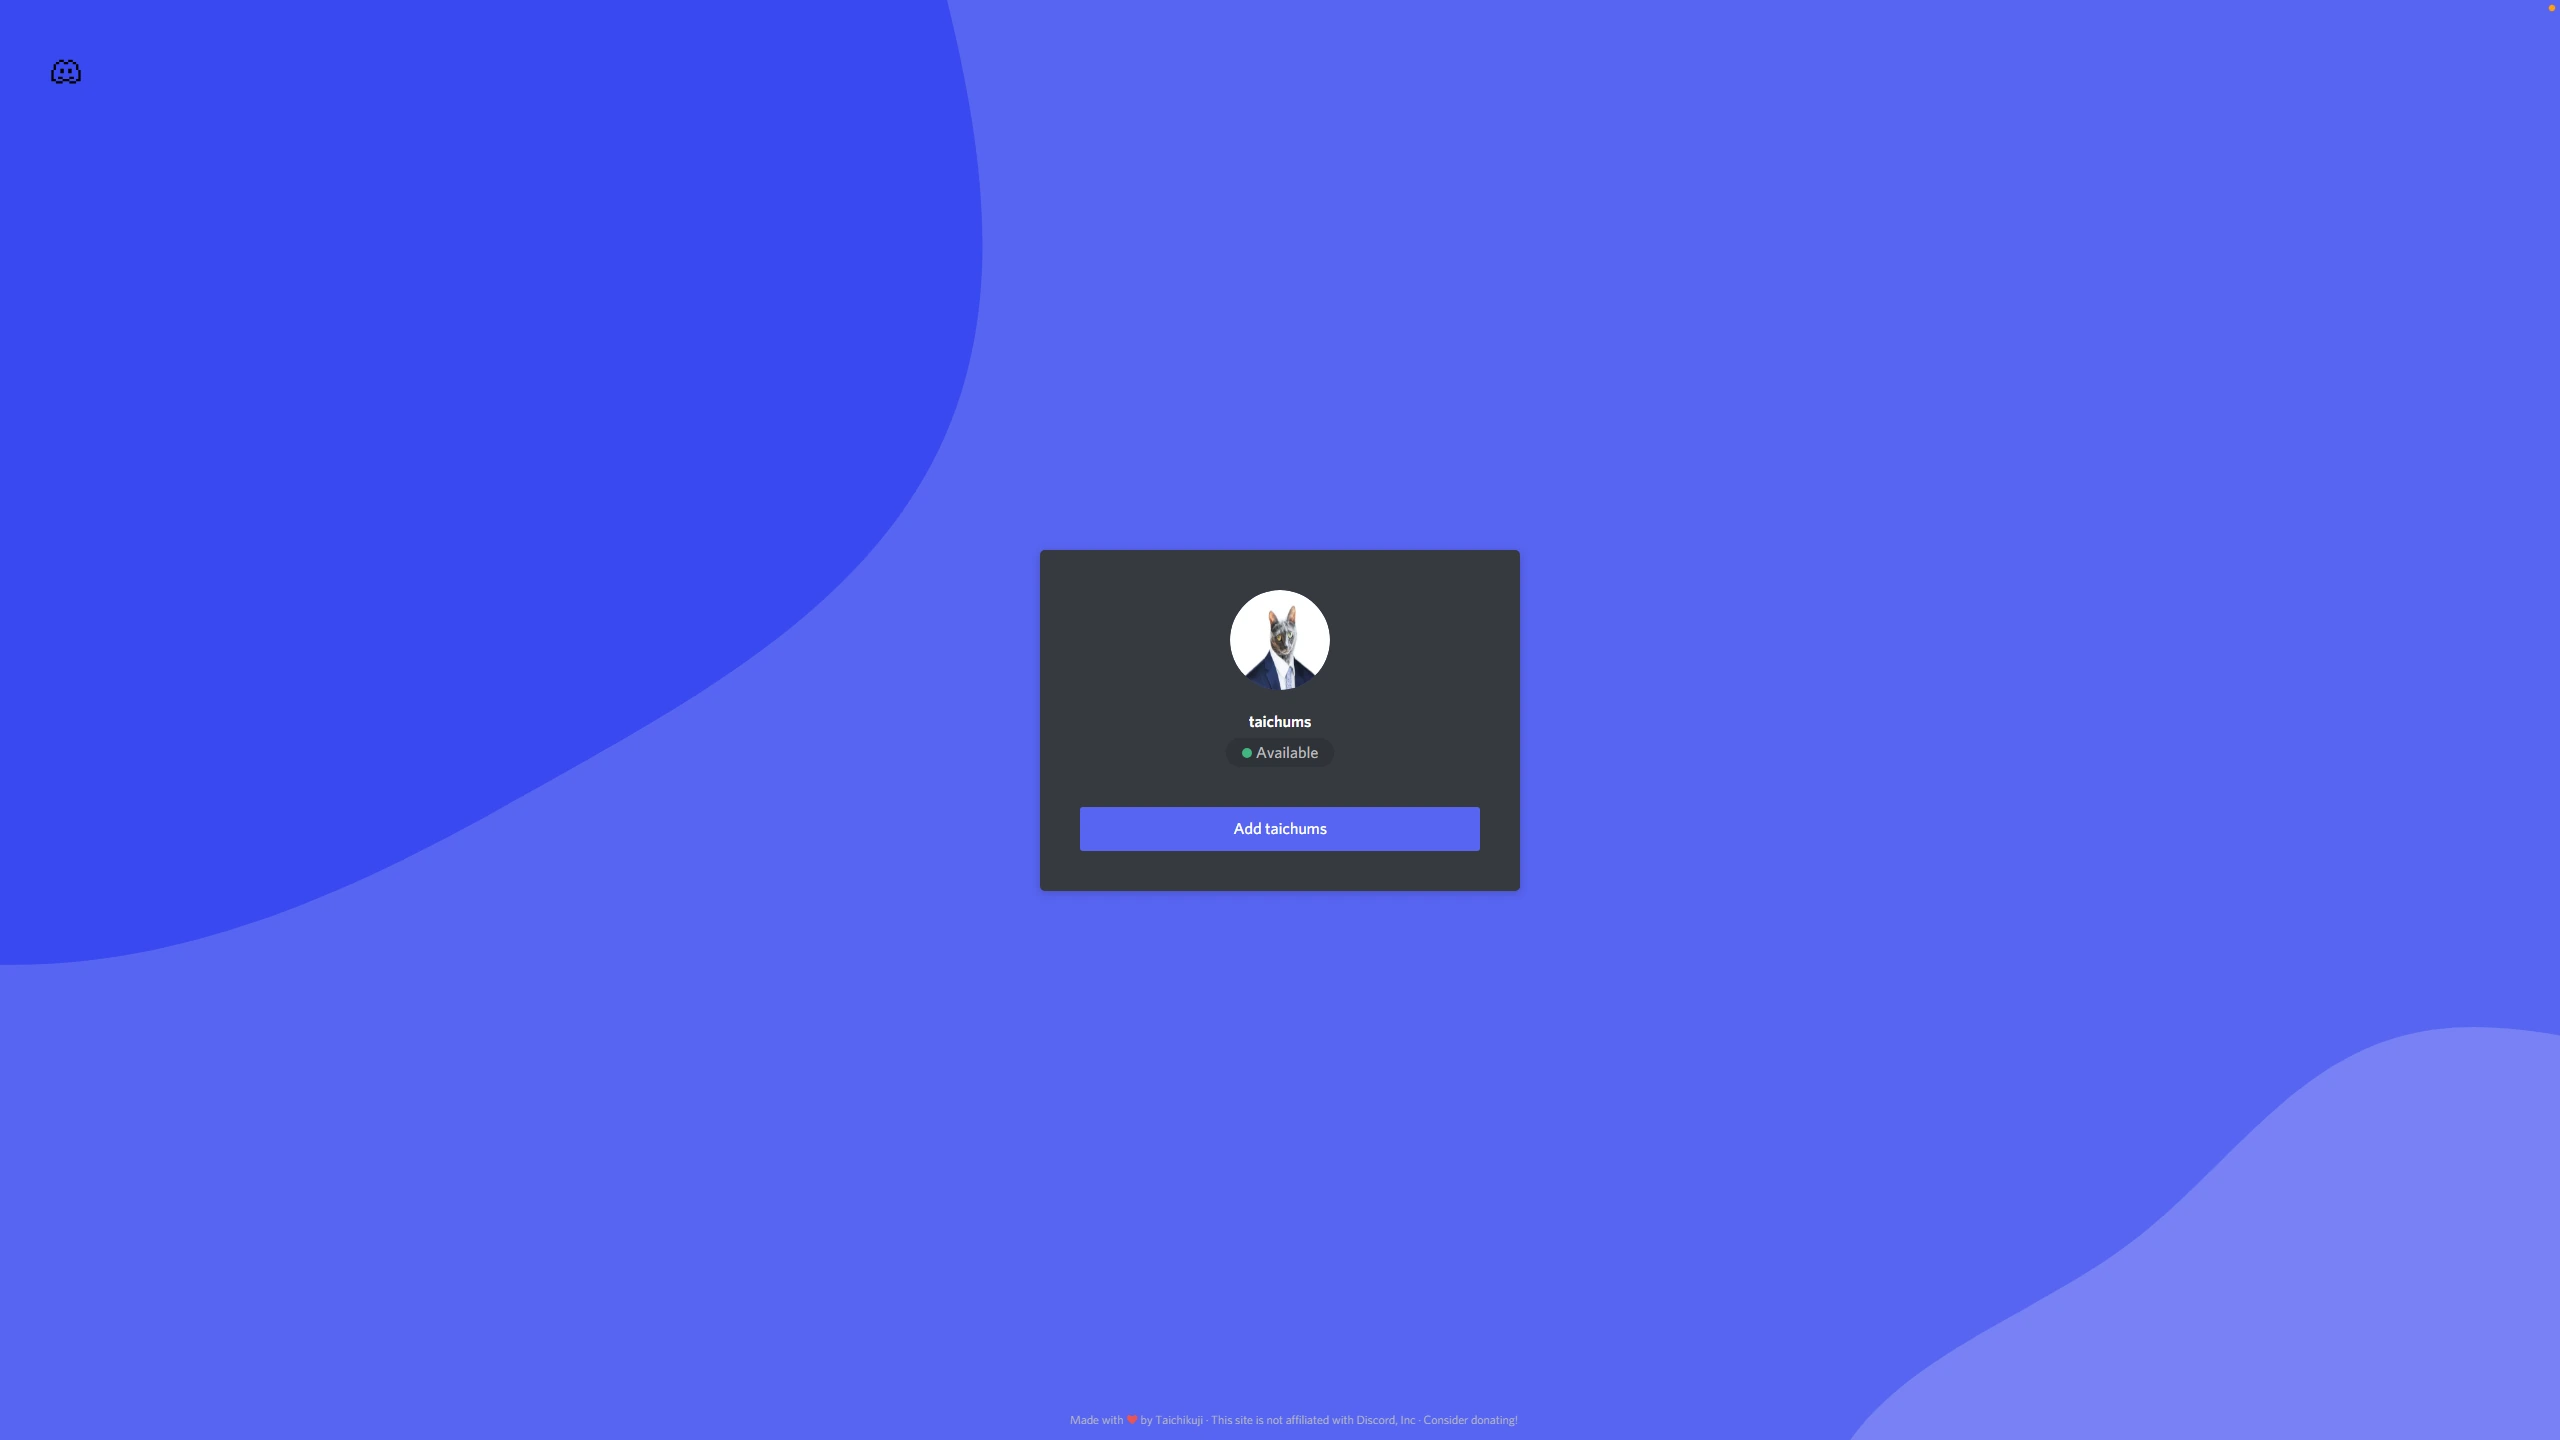 taichums
Available
Add taichums
Made with ❤ by Taichikuji · This site is not affiliated with Discord, Inc · Consider donating!